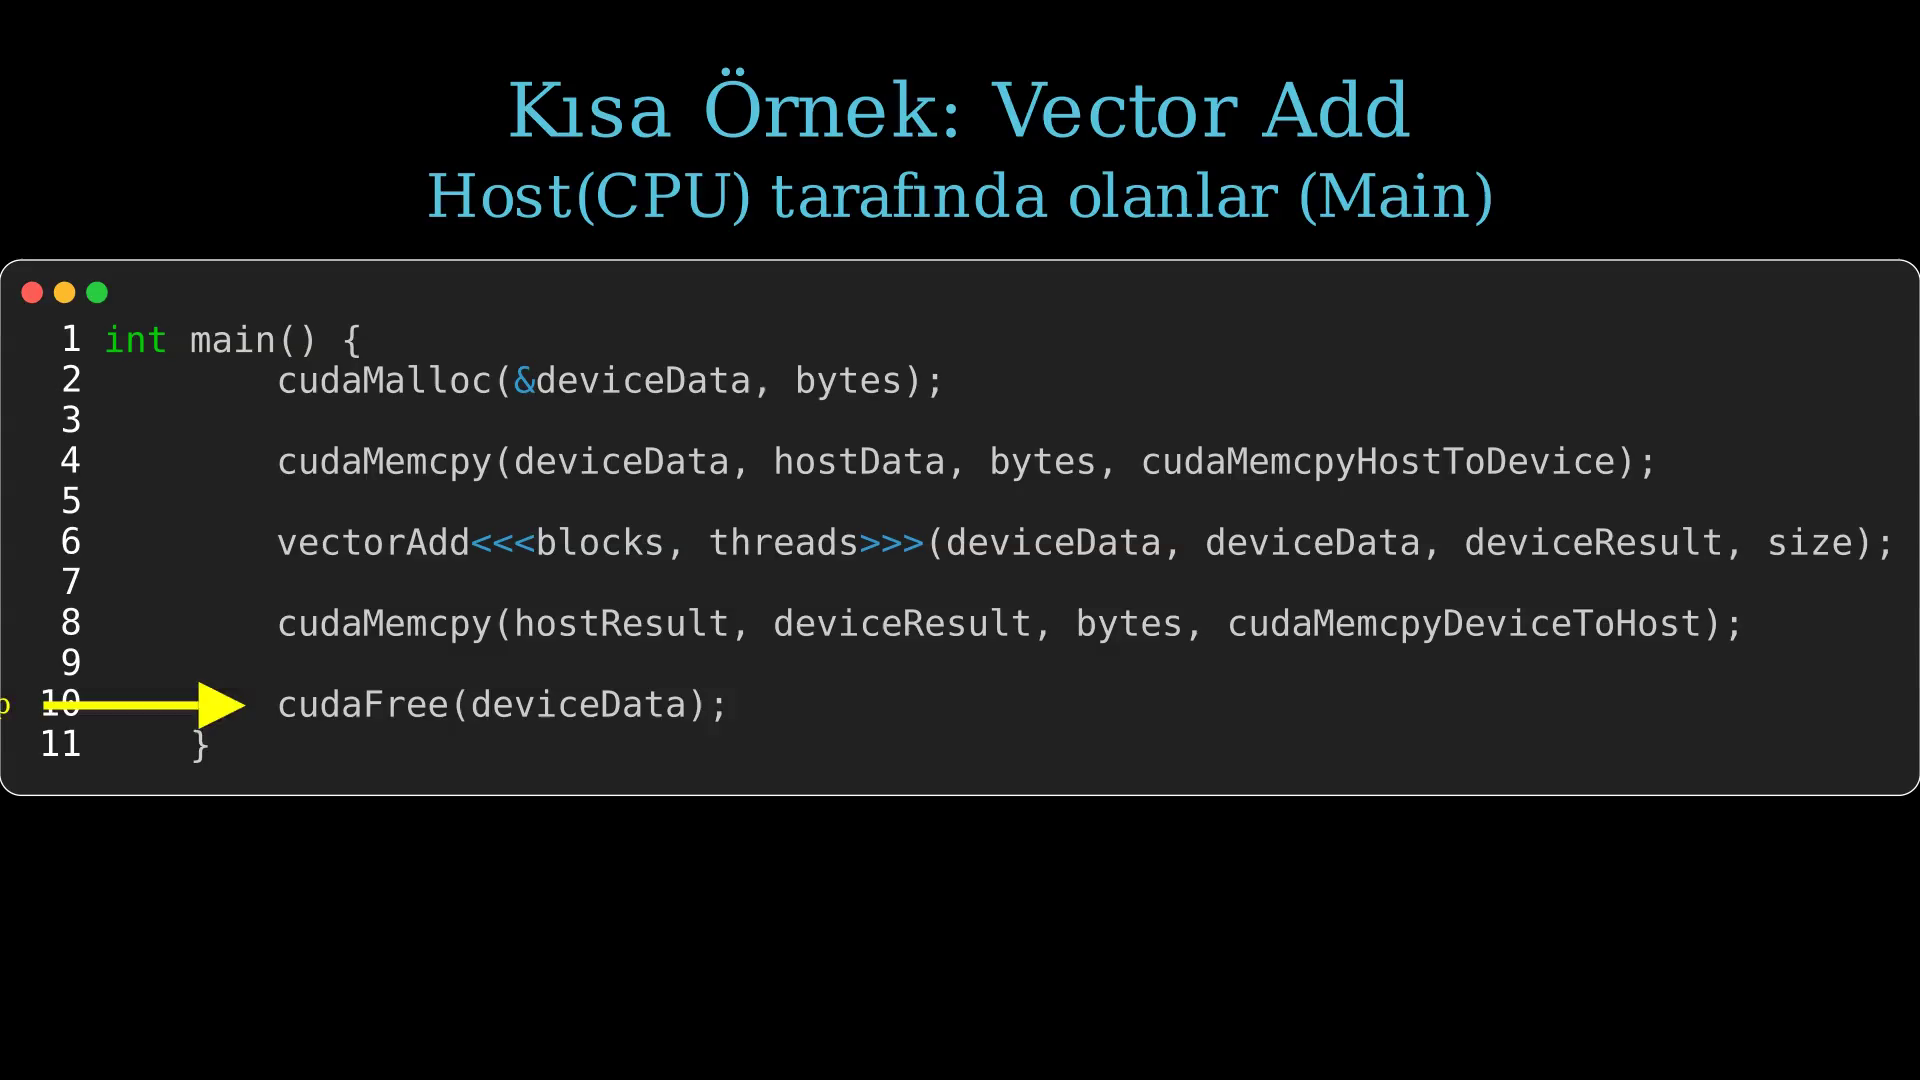 Kısa Örnek: Vector Add
Host(CPU) tarafında olanlar (Main)
1 int main() {
2 cudaMalloc(&deviceData, bytes);
3
4 cudaMemcpy(deviceData, hostData, bytes, cudaMemcpyHostToDevice);
5
6 vectorAdd<<<blocks, threads>>>(deviceData, deviceData, deviceResult, size);
7
8 cudaMemcpy(hostResult, deviceResult, bytes, cudaMemcpyDeviceToHost);
9
10 cudaFree(deviceData);
11 }